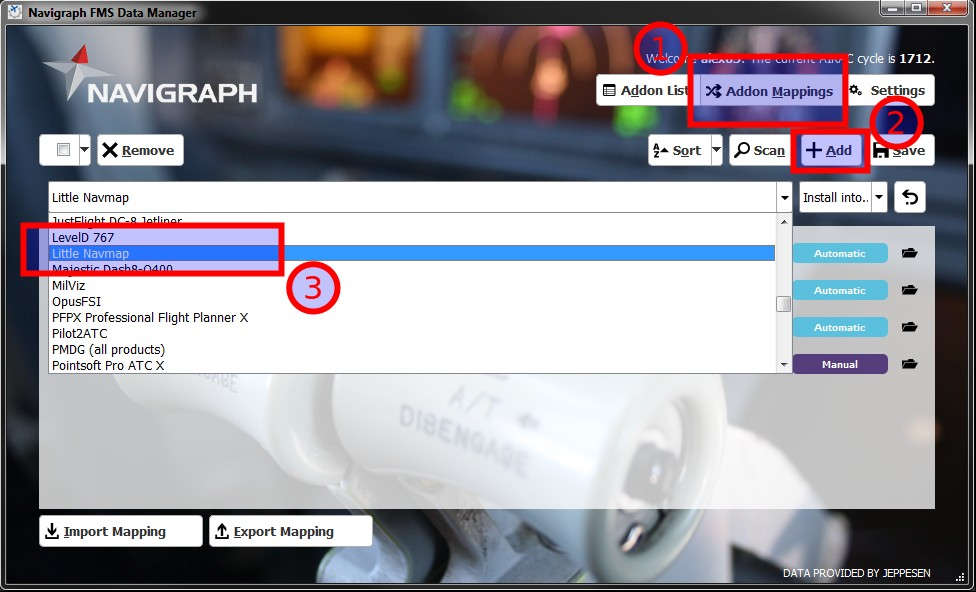 Navigraph FMS Data Manager
1
Welcome alex65. The current AIRAC cycle is 1712.
NAVIGRAPH
Addon List
Addon Mappings
Settings
2
Remove
Sort
Scan
Add
Save
Little Navmap
Install into..
JustFlight DC-8 Jetliner
LevelD 767
Little Navmap
Automatic
Majestic Dash8-Q400
3
MilViz
Automatic
OpusFSI
PFPX Professional Flight Planner X
Automatic
Pilot2ATC
PMDG (all products)
Pointsoft Pro ATC X
Manual
DISENGAGE
A/T
DISENGAGE
Import Mapping
Export Mapping
DATA PROVIDED BY JEPPESEN